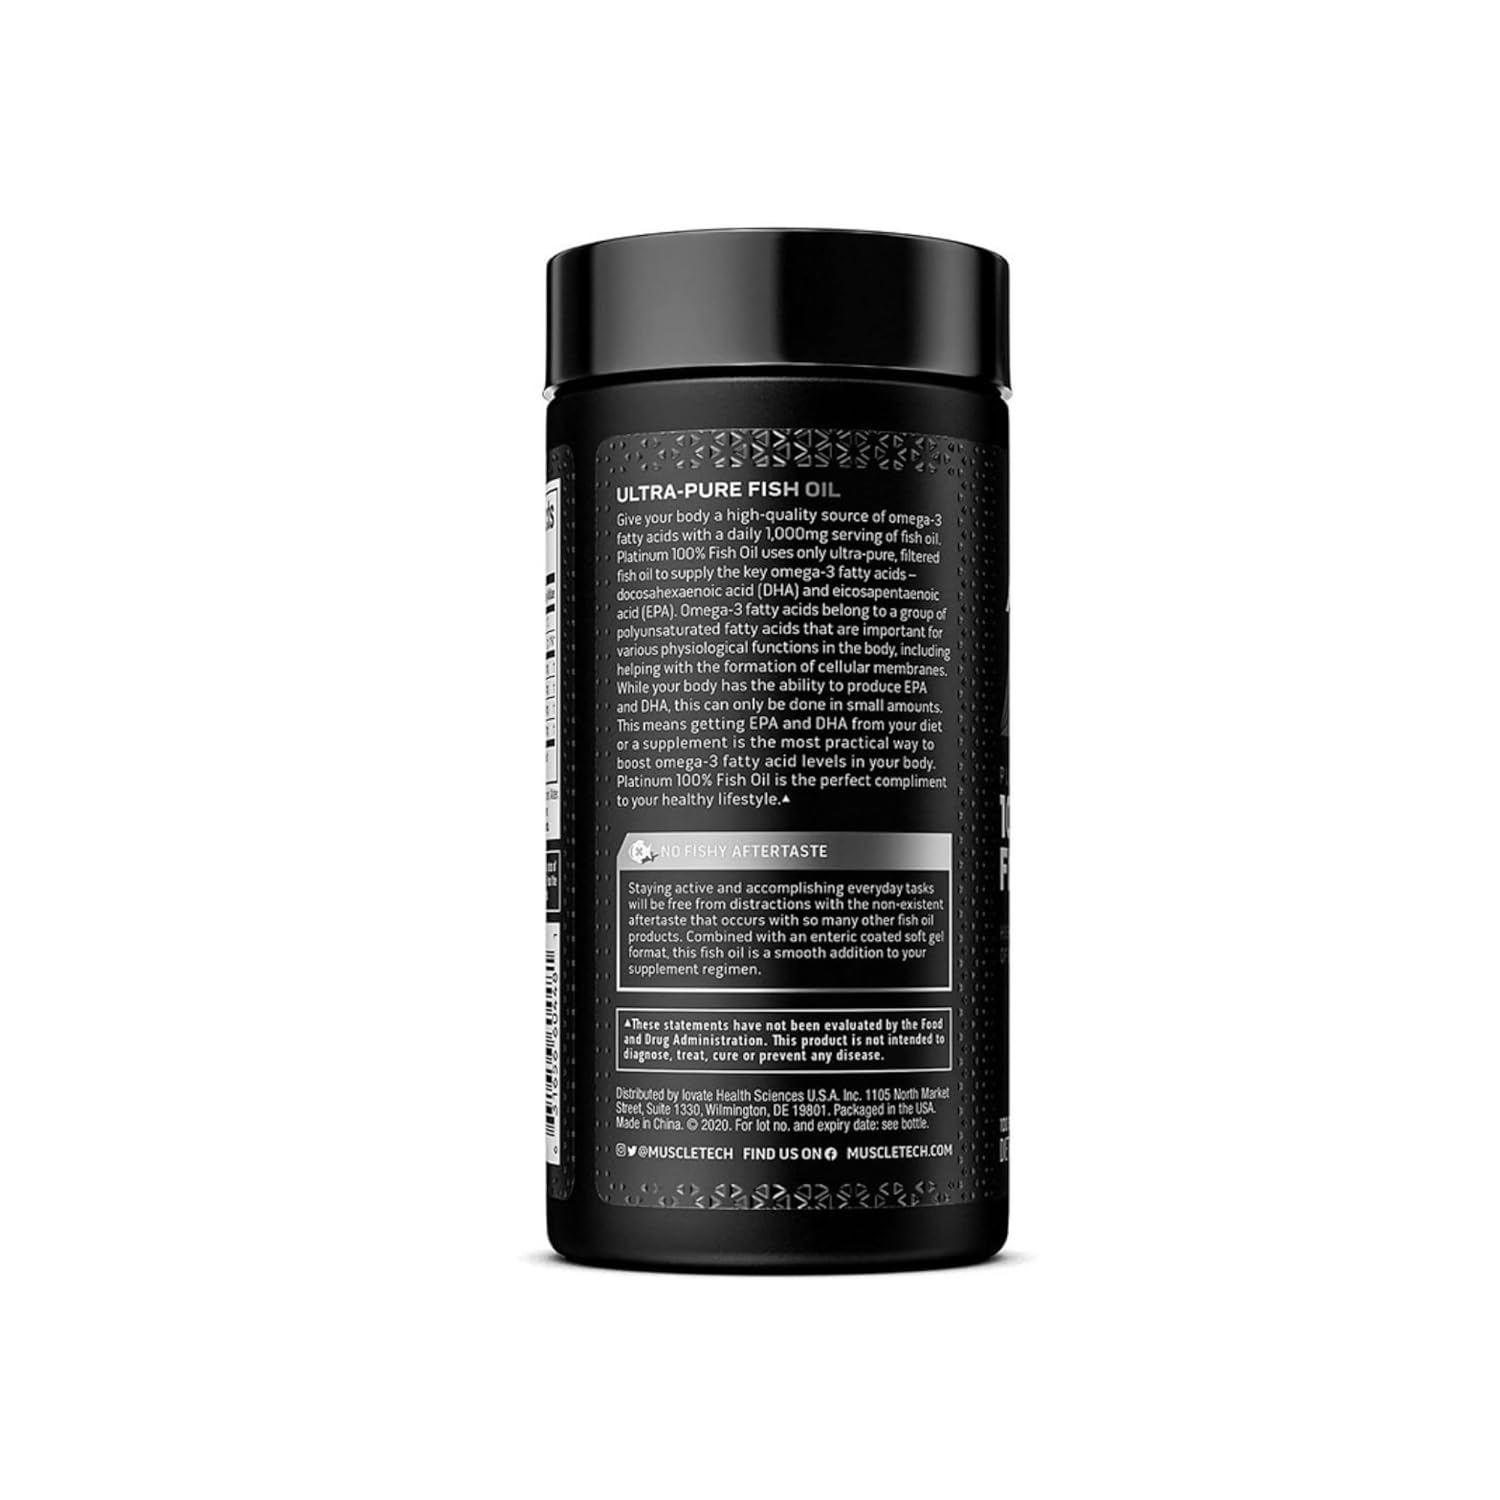 ULTRA-PURE FISH OIL
Give your body a high-quality source of omega-3
fatty acids with a daily 1,000mg serving of fish oil.
Platinum 100% Fish Oil uses only ultra-pure, filtered
fish oil to supply the key omega-3 fatty acids –
docosahexaenoic acid (DHA) and eicosapentaenoic
acid (EPA). Omega-3 fatty acids belong to a group of
polyunsaturated fatty acids that are important for
various physiological functions in the body, including
helping with the formation of cellular membranes.
While your body has the ability to produce EPA
and DHA, this can only be done in small amounts.
This means getting EPA and DHA from your diet
or a supplement is the most practical way to
boost omega-3 fatty acid levels in your body.
Platinum 100% Fish Oil is the perfect compliment
to your healthy lifestyle.▲
NO FISHY AFTERTASTE
Staying active and accomplishing everyday tasks
will be free from distractions with the non-existent
aftertaste that occurs with so many other fish oil
products. Combined with an enteric coated soft gel
format, this fish oil is a smooth addition to your
supplement regimen.
▲These statements have not been evaluated by the Food
and Drug Administration. This product is not intended to
diagnose, treat, cure or prevent any disease.
Distributed by Iovate Health Sciences U.S.A. Inc. 1105 North Market
Street, Suite 1330, Wilmington, DE 19801. Packaged in the USA.
Made in China. © 2020. For lot no. and expiry date: see bottle.
@MUSCLETECH FIND US ON MUSCLETECH.COM